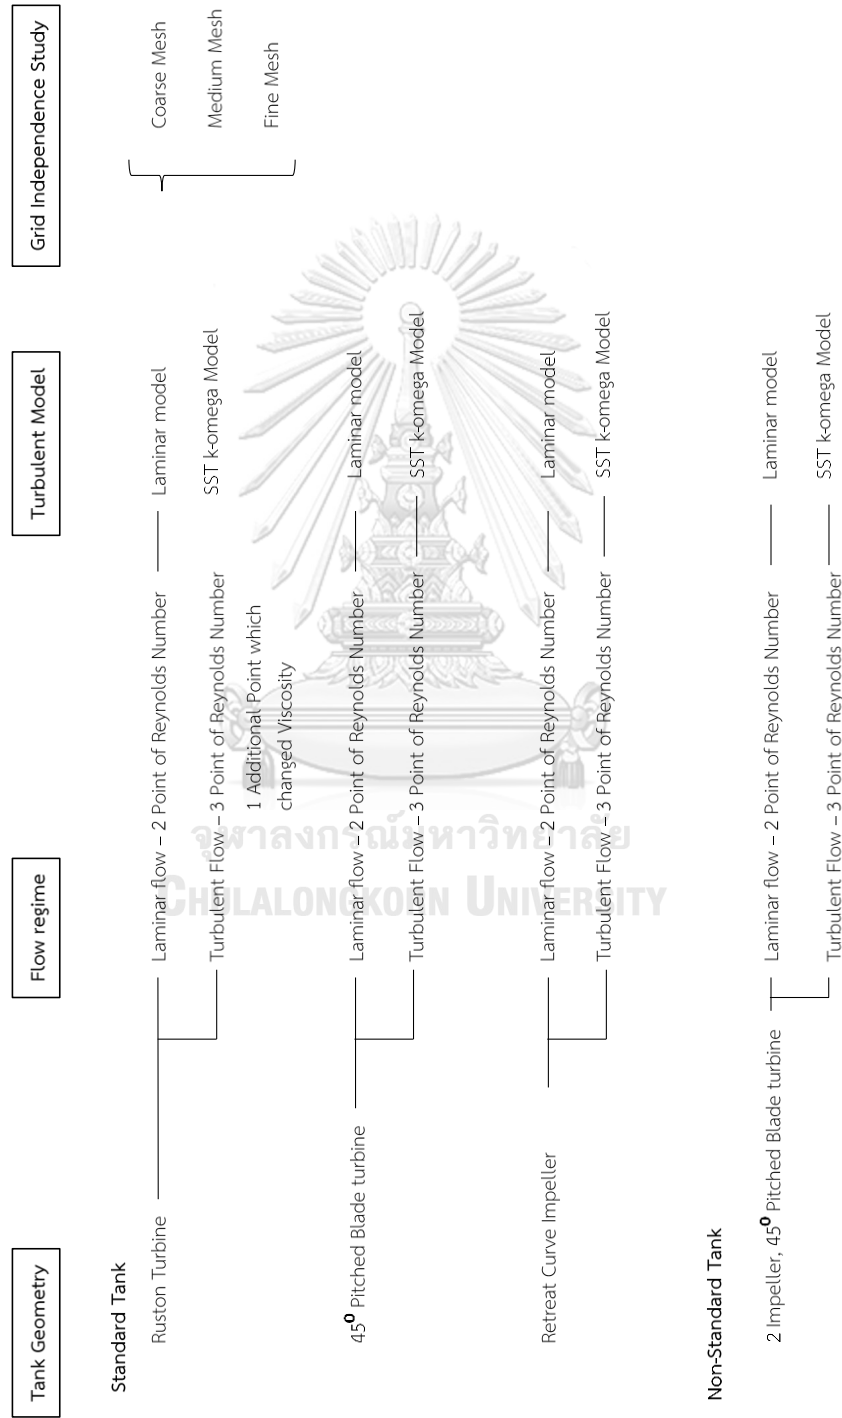 Tank Geometry
Flow regime
Turbulent Model
Grid Independence Study
Standard Tank
Ruston Turbine
Laminar flow – 2 Point of Reynolds Number
Laminar model
Coarse Mesh
Turbulent Flow – 3 Point of Reynolds Number
SST k-omega Model
Medium Mesh
1 Additional Point which
changed Viscosity
Fine Mesh
45⁰ Pitched Blade turbine
Laminar flow – 2 Point of Reynolds Number
Laminar model
Turbulent Flow – 3 Point of Reynolds Number
SST k-omega Model
Retreat Curve Impeller
Laminar flow – 2 Point of Reynolds Number
Laminar model
Turbulent Flow – 3 Point of Reynolds Number
SST k-omega Model
Non-Standard Tank
2 Impeller, 45⁰ Pitched Blade turbine
Laminar flow – 2 Point of Reynolds Number
Laminar model
Turbulent Flow – 3 Point of Reynolds Number
SST k-omega Model
จุฬาลงกรณ์มหาวิทยาลัย
CHULALONGKORN UNIVERSITY